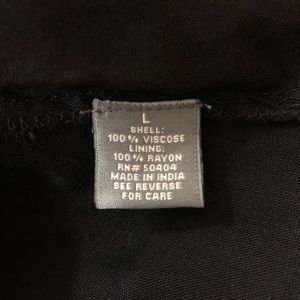 L
SHELL:
100% VISCOSE
LINING:
100% RAYON
RN# 50404
MADE IN INDIA
SEE REVERSE
FOR CARE